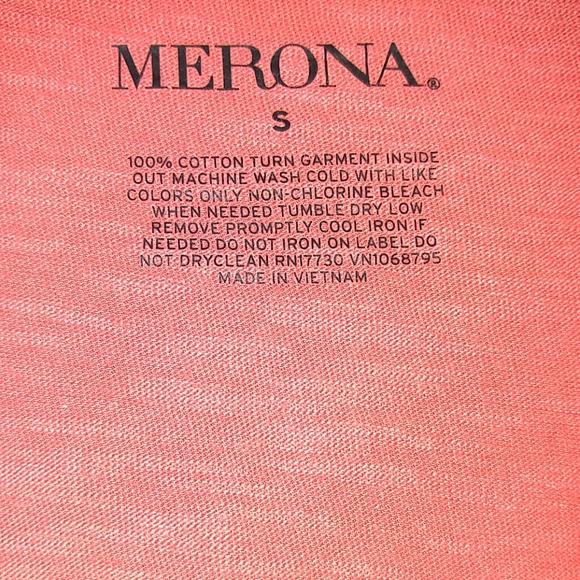 MERONA®
S
100% COTTON TURN GARMENT INSIDE
OUT MACHINE WASH COLD WITH LIKE
COLORS ONLY NON-CHLORINE BLEACH
WHEN NEEDED TUMBLE DRY LOW
REMOVE PROMPTLY COOL IRON IF
NEEDED DO NOT IRON ON LABEL DO
NOT DRYCLEAN RN17730 VN1068795
MADE IN VIETNAM